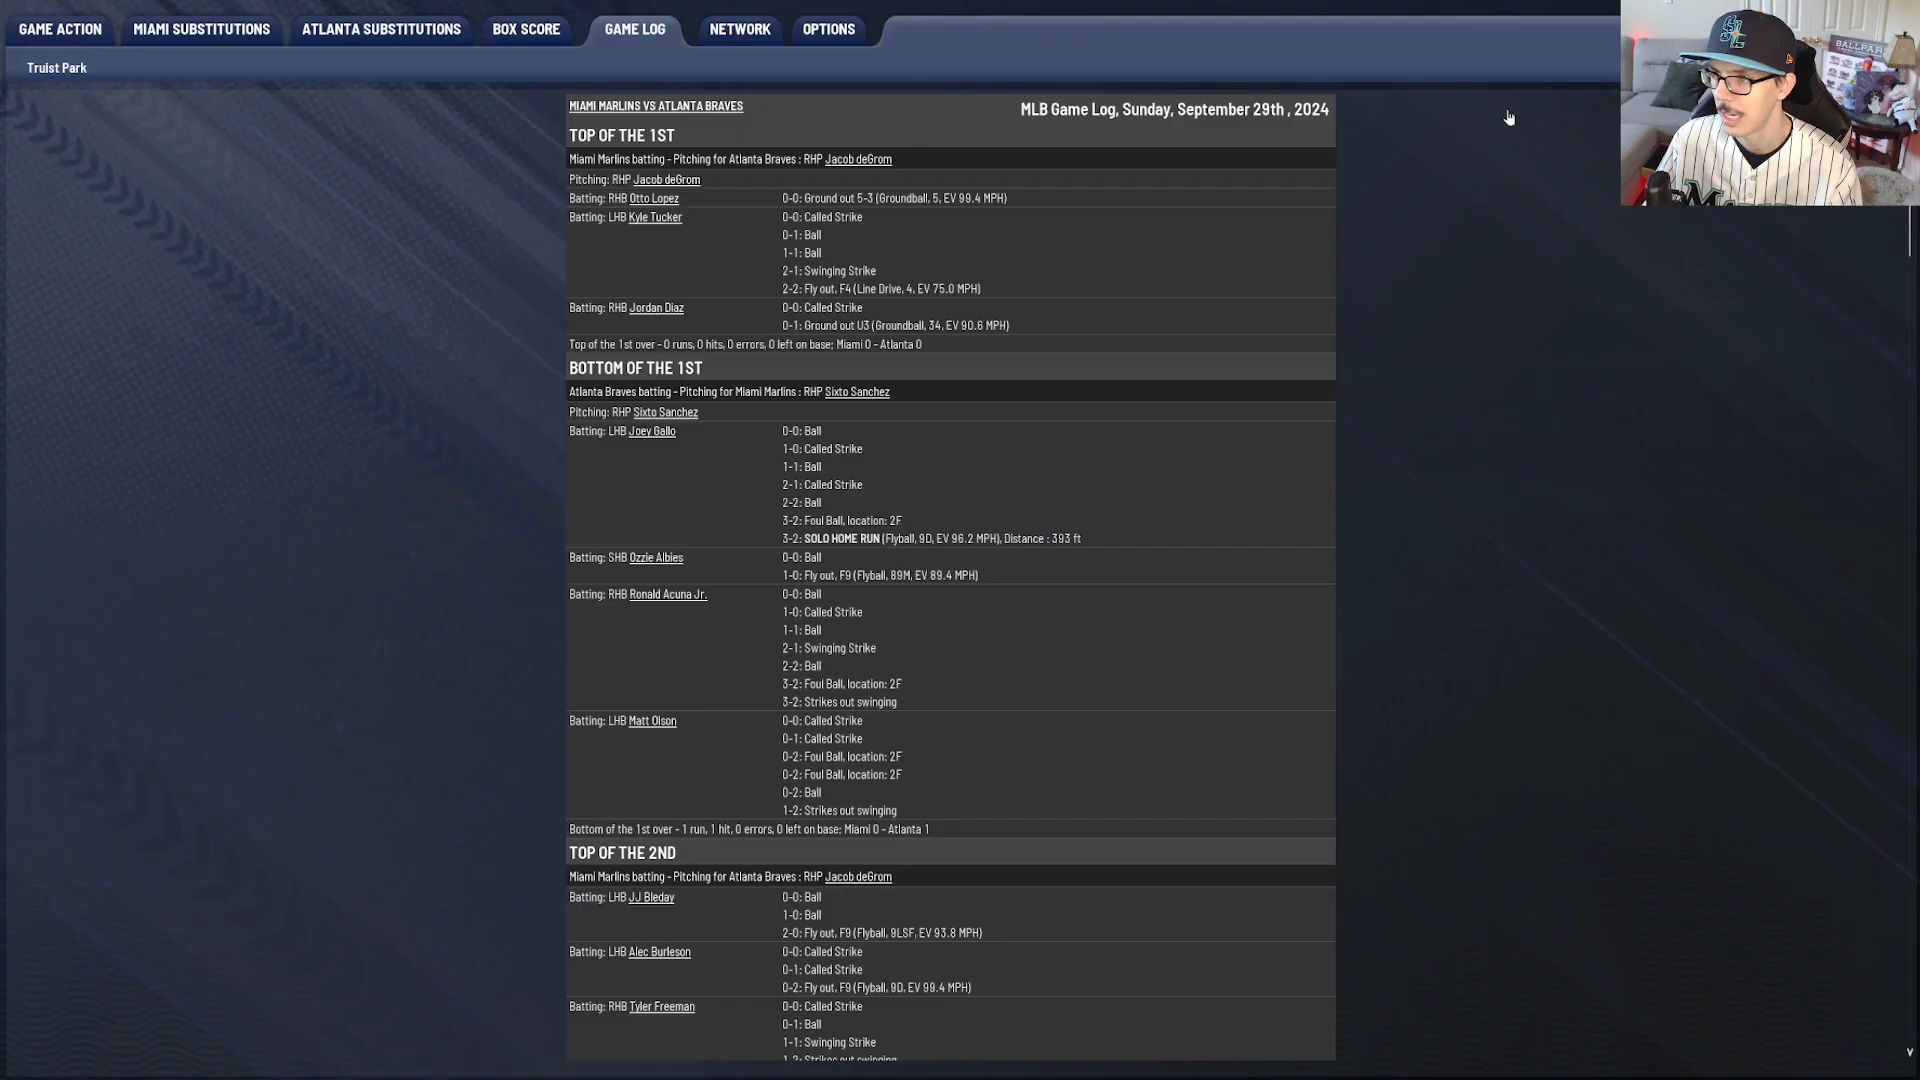 GAME ACTION MIAMI SUBSTITUTIONS ATLANTA SUBSTITUTIONS BOX SCORE GAME LOG NETWORK OPTIONS
Truist Park
MIAMI MARLINS VS ATLANTA BRAVES MLB Game Log, Sunday, September 29th , 2024
TOP OF THE 1ST
Miami Marlins batting - Pitching for Atlanta Braves : RHP Jacob deGrom
Pitching: RHP Jacob deGrom
Batting: RHB Otto Lopez 0-0: Ground out 5-3 (Groundball, 5, EV 99.4 MPH)
Batting: LHB Kyle Tucker 0-0: Called Strike
0-1: Ball
1-1: Ball
2-1: Swinging Strike
2-2: Fly out, F4 (Line Drive, 4, EV 75.0 MPH)
Batting: RHB Jordan Diaz 0-0: Called Strike
0-1: Ground out U3 (Groundball, 34, EV 90.6 MPH)
Top of the 1st over - 0 runs, 0 hits, 0 errors, 0 left on base; Miami 0 - Atlanta 0
BOTTOM OF THE 1ST
Atlanta Braves batting - Pitching for Miami Marlins : RHP Sixto Sanchez
Pitching: RHP Sixto Sanchez
Batting: LHB Joey Gallo 0-0: Ball
1-0: Called Strike
1-1: Ball
2-1: Called Strike
2-2: Ball
3-2: Foul Ball, location: 2F
3-2: SOLO HOME RUN (Flyball, 9D, EV 96.2 MPH), Distance : 393 ft
Batting: SHB Ozzie Albies 0-0: Ball
1-0: Fly out, F9 (Flyball, 89M, EV 89.4 MPH)
Batting: RHB Ronald Acuna Jr. 0-0: Ball
1-0: Called Strike
1-1: Ball
2-1: Swinging Strike
2-2: Ball
3-2: Foul Ball, location: 2F
3-2: Strikes out swinging
Batting: LHB Matt Olson 0-0: Called Strike
0-1: Called Strike
0-2: Foul Ball, location: 2F
0-2: Foul Ball, location: 2F
0-2: Ball
1-2: Strikes out swinging
Bottom of the 1st over - 1 run, 1 hit, 0 errors, 0 left on base; Miami 0 - Atlanta 1
TOP OF THE 2ND
Miami Marlins batting - Pitching for Atlanta Braves : RHP Jacob deGrom
Batting: LHB JJ Bleday 0-0: Ball
1-0: Ball
2-0: Fly out, F9 (Flyball, 9LSF, EV 93.8 MPH)
Batting: LHB Alec Burleson 0-0: Called Strike
0-1: Called Strike
0-2: Fly out, F9 (Flyball, 9D, EV 99.4 MPH)
Batting: RHB Tyler Freeman 0-0: Called Strike
0-1: Ball
1-1: Swinging Strike
1-2: Strikes out swinging